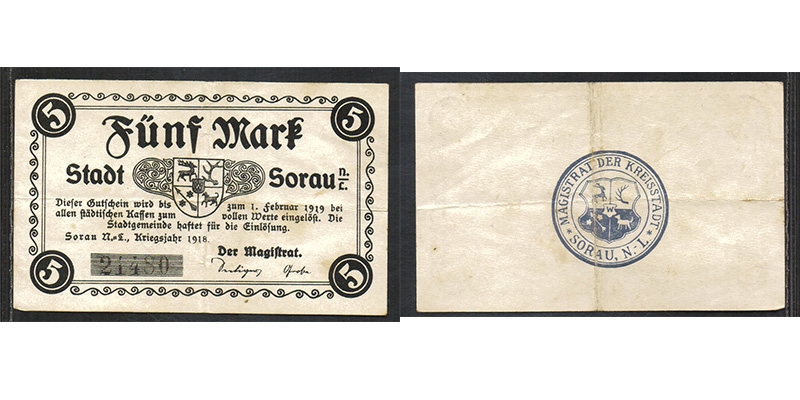 5 5
Fünf Mark
Stadt Sorau N./L.
Dieser Gutschein wird bis zum 1. Februar 1919 bei
allen städtischen Kassen zum vollen Werte eingelöst. Die
Stadtgemeinde haftet für die Einlösung.
Sorau N.-L., Kriegsjahr 1918.
Der Magistrat.
21480
5 5
MAGISTRAT DER KREISSTADT
W
* SORAU, N.-L. *